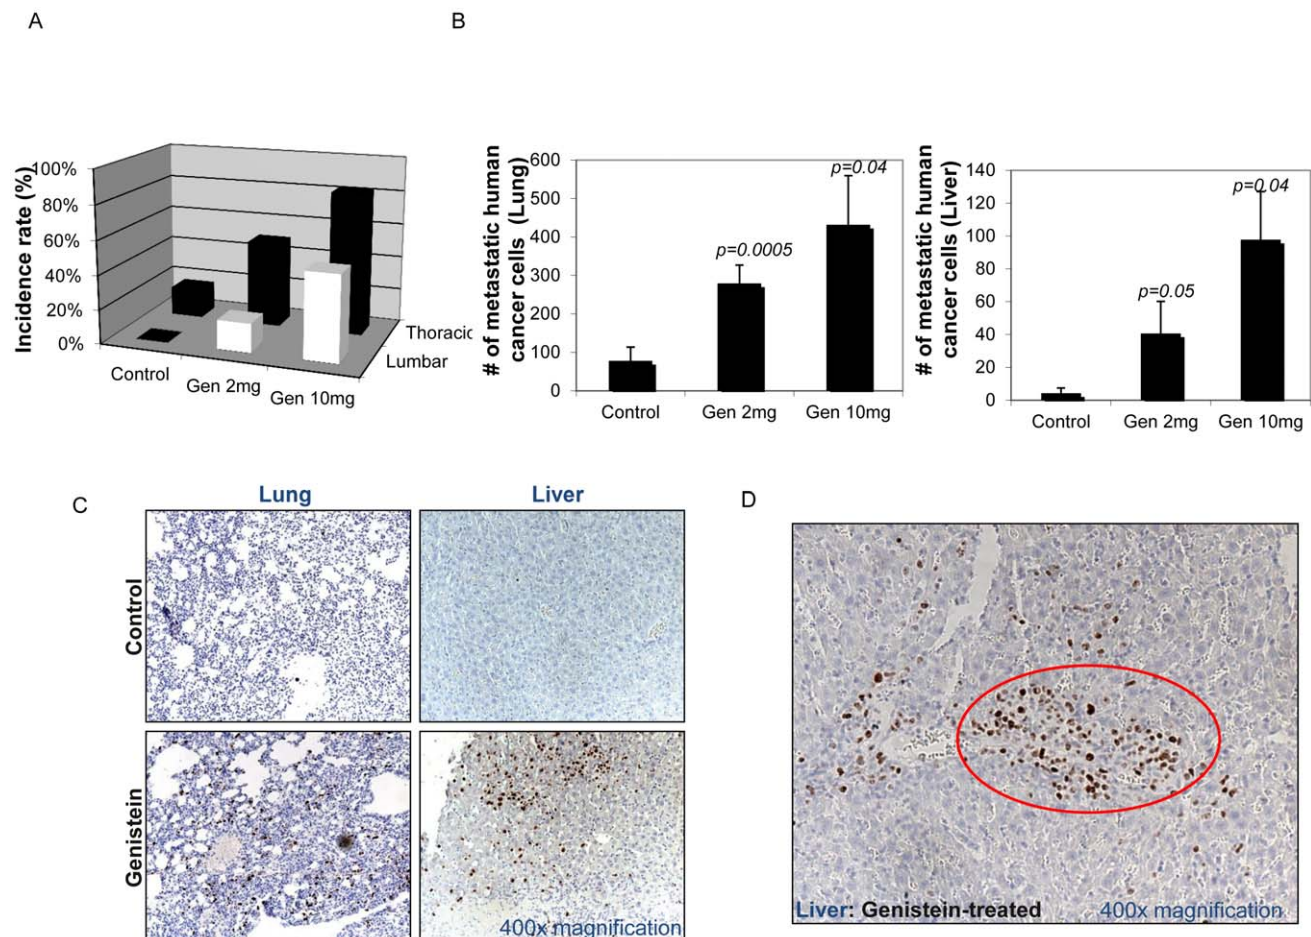 A
B
Incidence rate (%)
100%
80%
60%
40%
20%
0%
Control
Gen 2mg
Gen 10mg
Thoracic
Lumbar
# of metastatic human
cancer cells (Lung)
600
500
400
300
200
100
0
p=0.0005
p=0.04
Control
Gen 2mg
Gen 10mg
# of metastatic human
cancer cells (Liver)
140
120
100
80
60
40
20
0
p=0.05
p=0.04
Control
Gen 2mg
Gen 10mg
C
Lung
Liver
Control
Genistein
400x magnification
D
Liver: Genistein-treated
400x magnification